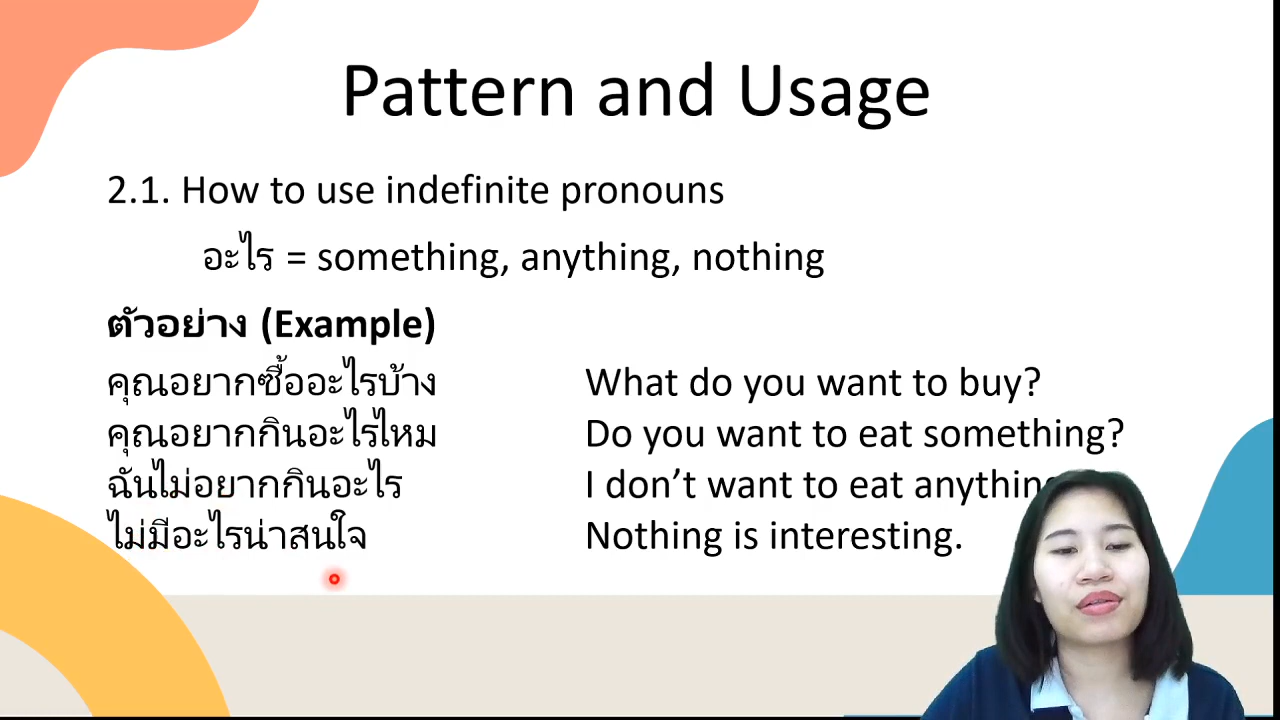 Pattern and Usage
2.1. How to use indefinite pronouns
อะไร = something, anything, nothing
ตัวอย่าง (Example)
คุณอยากซื้ออะไรบ้าง What do you want to buy?
คุณอยากกินอะไรไหม Do you want to eat something?
ฉันไม่อยากกินอะไร I don’t want to eat
ไม่มีอะไรน่าสนใจ Nothing is interesting.